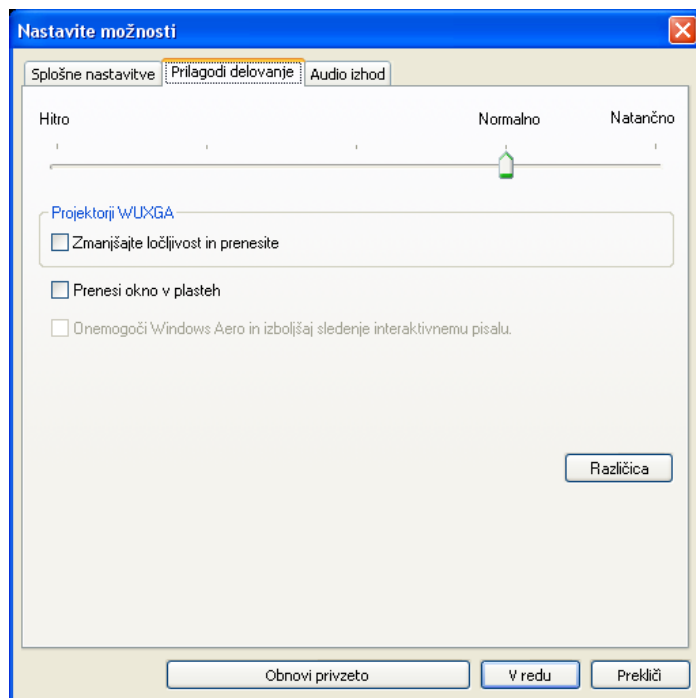 Nastavite možnosti
Splošne nastavitve Prilagodi delovanje Audio izhod
Hitro Normalno Natančno
Projektorji WUXGA
Zmanjšajte ločljivost in prenesite
Prenesi okno v plasteh
Onemogoči Windows Aero in izboljšaj sledenje interaktivnemu pisalu.
Različica
Obnovi privzeto V redu Prekliči